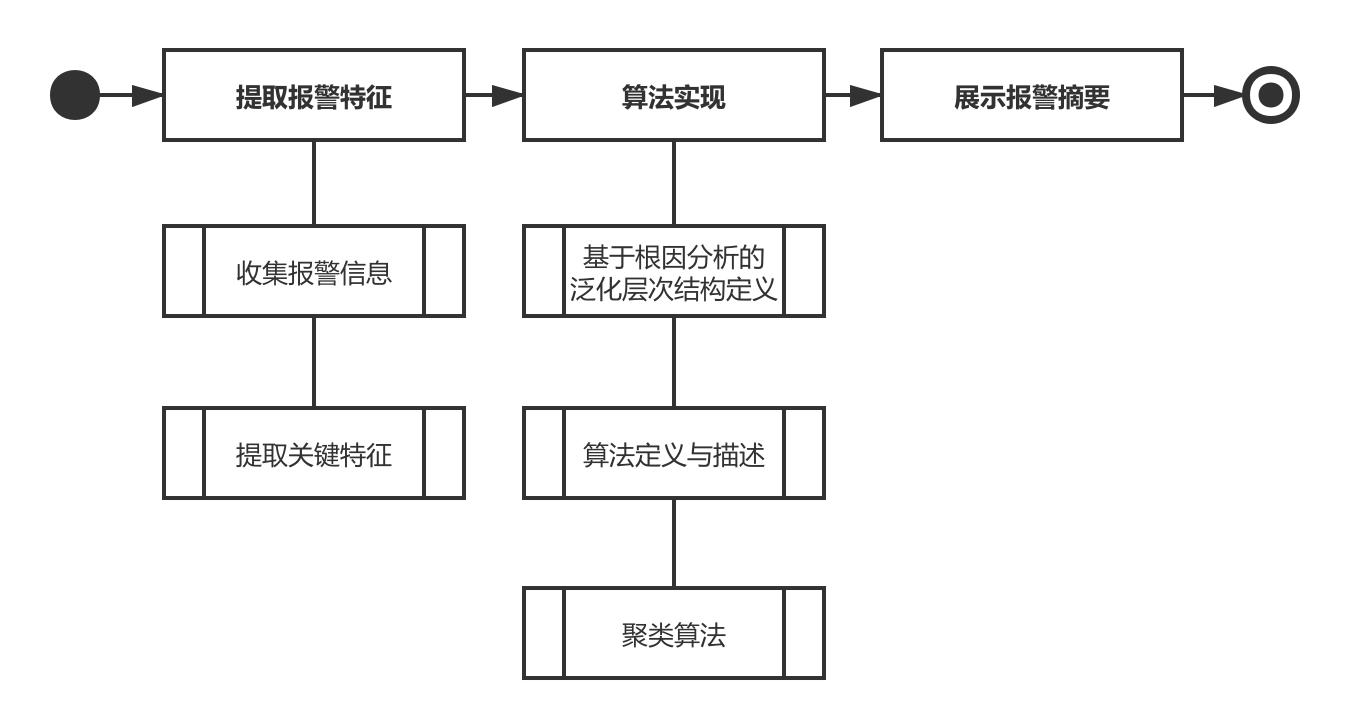 提取报警特征
算法实现
展示报警摘要
收集报警信息
基于根因分析的
泛化层次结构定义
提取关键特征
算法定义与描述
聚类算法